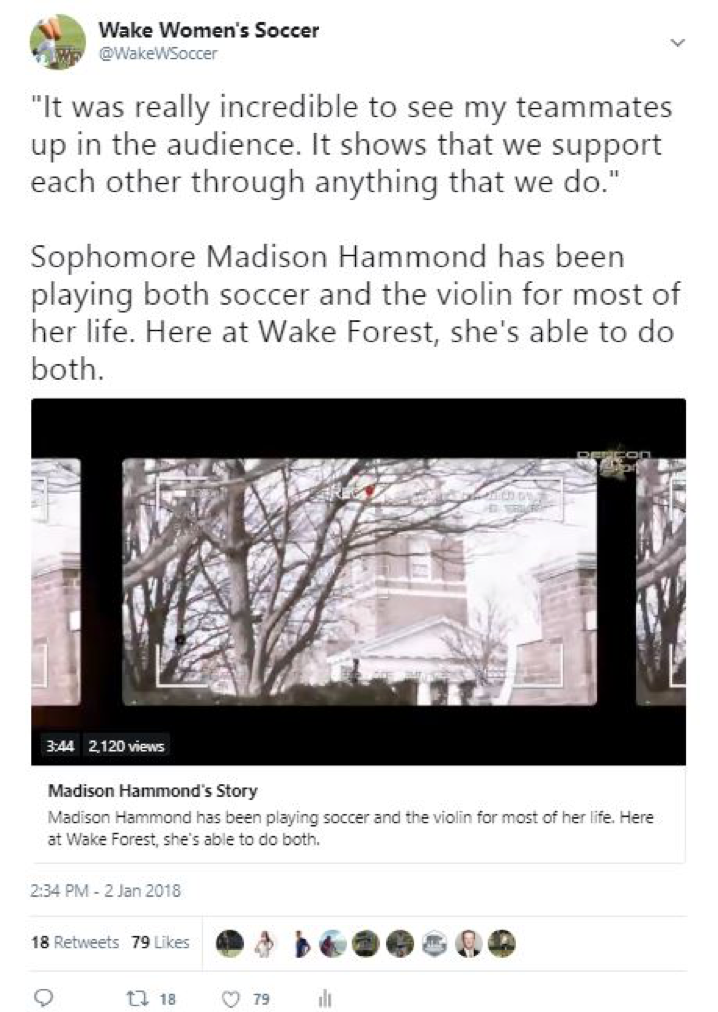 Wake Women's Soccer
@WakeWSoccer
"It was really incredible to see my teammates
up in the audience. It shows that we support
each other through anything that we do."
Sophomore Madison Hammond has been
playing both soccer and the violin for most of
her life. Here at Wake Forest, she's able to do
both.
REC
3:44 2,120 views
Madison Hammond's Story
Madison Hammond has been playing soccer and the violin for most of her life. Here
at Wake Forest, she's able to do both.
2:34 PM - 2 Jan 2018
18 Retweets 79 Likes
18 79